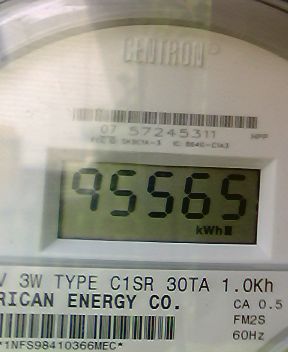 CENTRON®
07 57245311
95565
kWh
V 3W TYPE C1SR 30TA 1.0Kh
RICAN ENERGY CO.
CA 0.5
FM2S
60Hz
*1NFS98410366MEC*